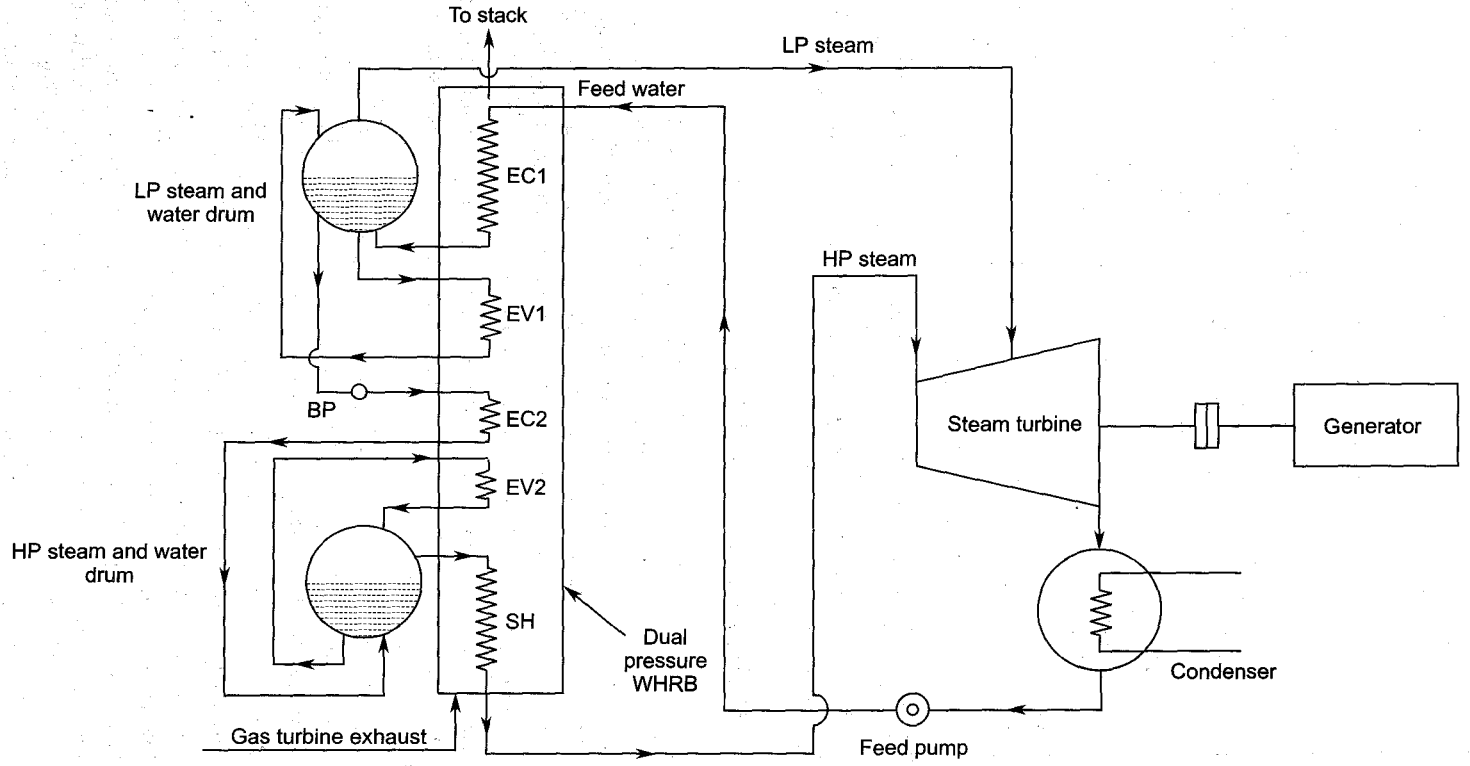 To stack
LP steam
Feed water
EC1
LP steam and
water drum
HP steam
EV1
BP
EC2
Steam turbine
Generator
EV2
HP steam and water
drum
SH
Dual
pressure
WHRB
Condenser
Gas turbine exhaust
Feed pump